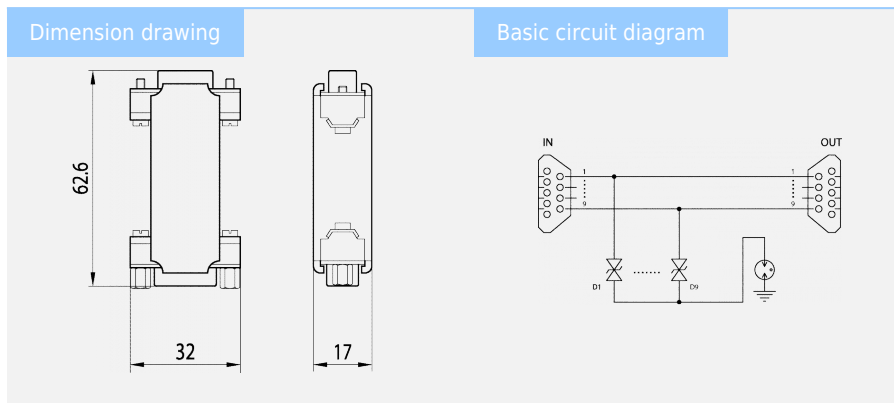 Dimension drawing
62.6
32
17
Basic circuit diagram
IN
OUT
1
1
9
9
D1
D9